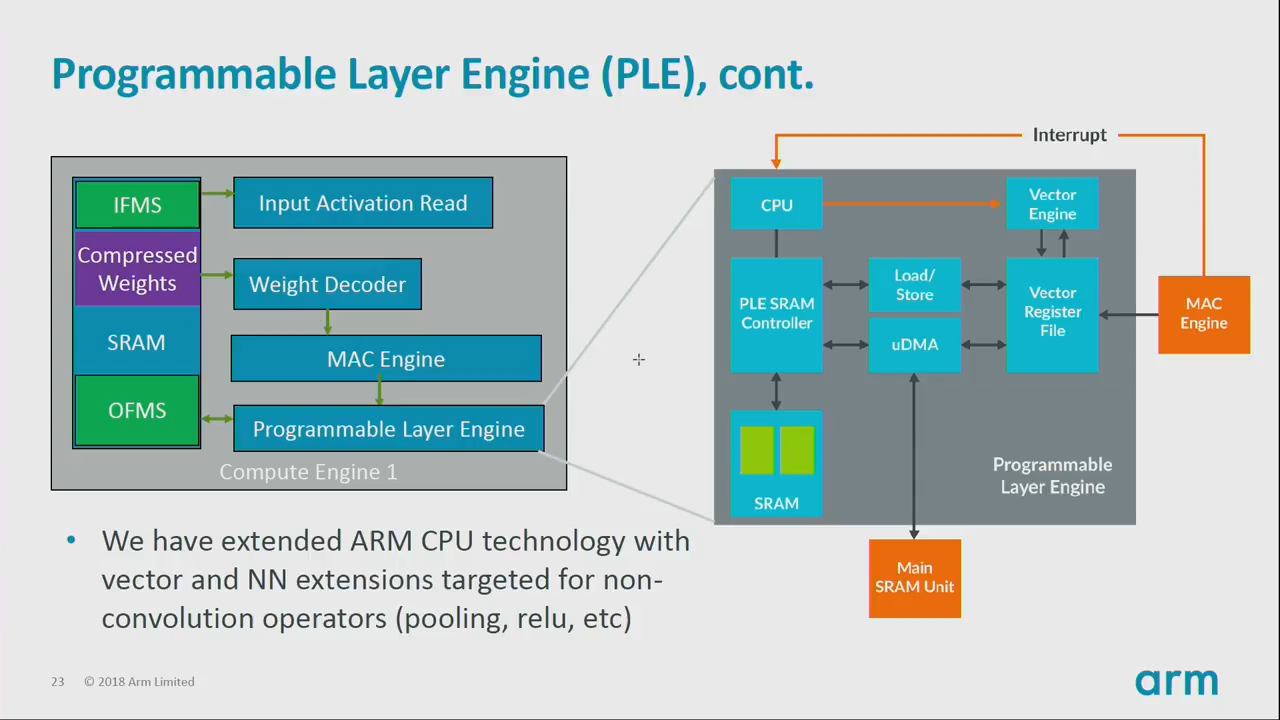 Programmable Layer Engine (PLE), cont.
IFMS
Compressed
Weights
SRAM
OFMS
Input Activation Read
Weight Decoder
MAC Engine
Programmable Layer Engine
Compute Engine 1
Interrupt
CPU
Vector
Engine
PLE SRAM
Controller
Load/
Store
uDMA
Vector
Register
File
MAC
Engine
SRAM
Programmable
Layer Engine
Main
SRAM Unit
• We have extended ARM CPU technology with
vector and NN extensions targeted for non-
convolution operators (pooling, relu, etc)
23 © 2018 Arm Limited
arm